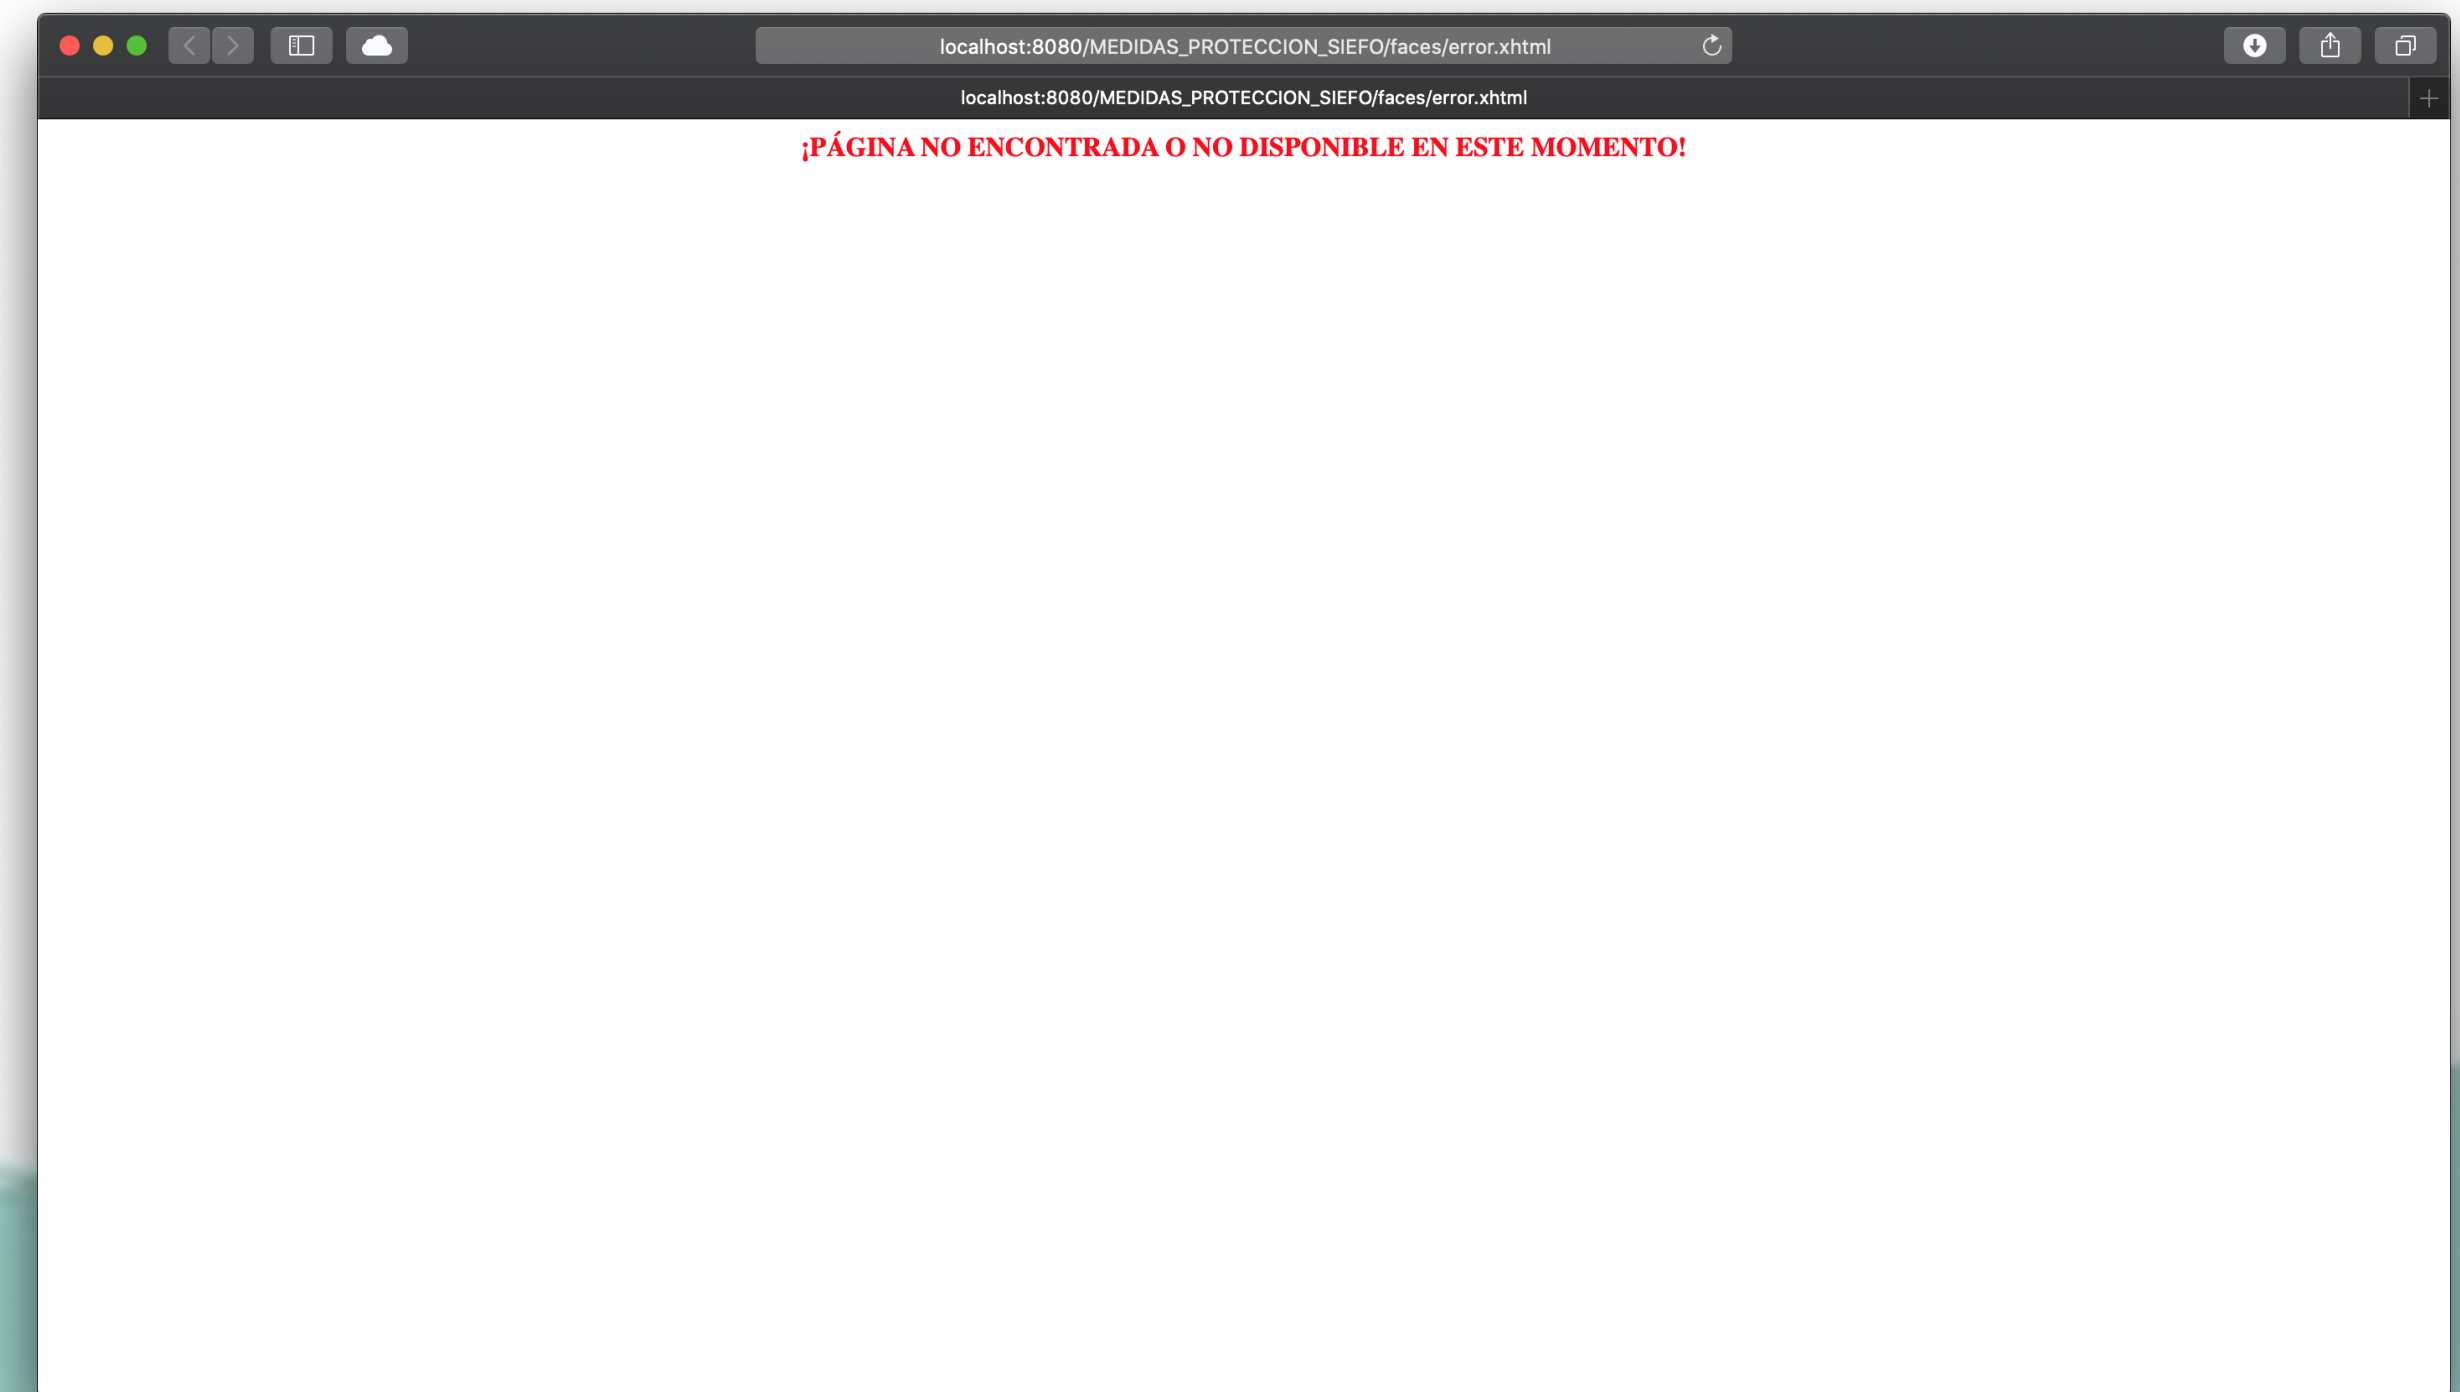 localhost:8080/MEDIDAS_PROTECCION_SIEFO/faces/error.xhtml
localhost:8080/MEDIDAS_PROTECCION_SIEFO/faces/error.xhtml
¡PÁGINA NO ENCONTRADA O NO DISPONIBLE EN ESTE MOMENTO!